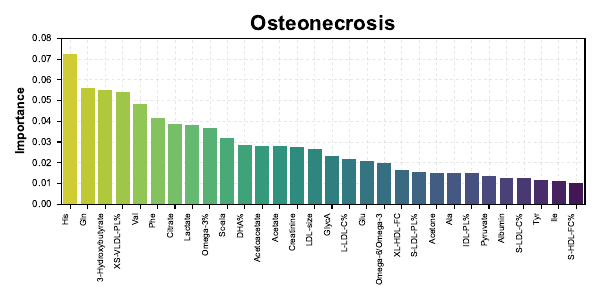 Osteonecrosis
Importance
0.08
0.07
0.06
0.05
0.04
0.03
0.02
0.01
0.00
His
Gln
3-Hydroxybutyrate
XS-VLDL-PL%
Val
Phe
Citrate
Lactate
Omega-3%
DHA%
Acetoacetate
Acetate
Creatinine
LDL-size
GlycA
L-LDL-C%
Glu
Omega-6/Omega-3
XL-HDL-FC
S-LDL-PL%
Acetone
Ala
IDL-PL%
Pyruvate
Albumin
S-LDL-C%
Tyr
Ile
S-HDL-FC%